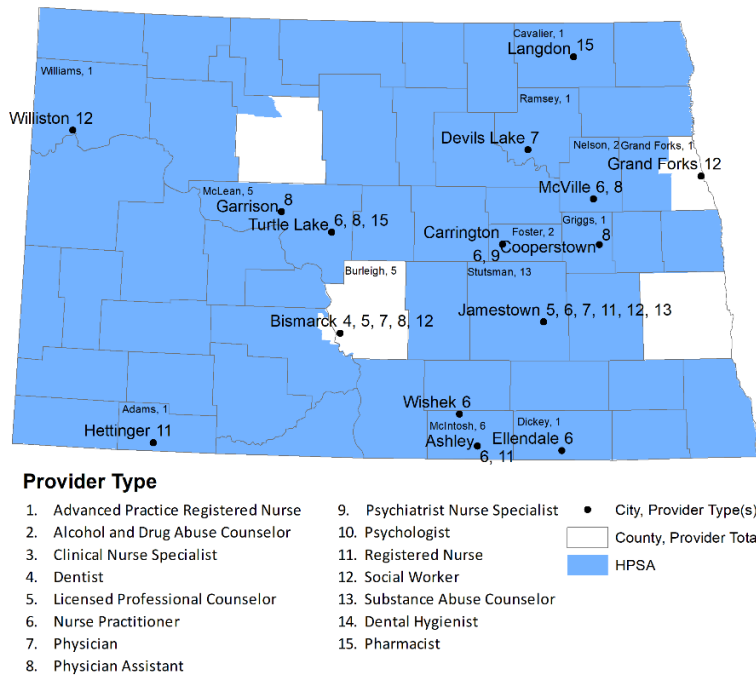 Cavalier, 1
Langdon 15
Williams, 1
Williston 12
Ramsey, 1
Devils Lake 7
Nelson, 2
Grand Forks, 1
Grand Forks 12
McVille 6, 8
McLean, 5
Garrison 8
Turtle Lake 6, 8, 15
Carrington
6, 9
Foster, 2
Griggs, 1
Cooperstown 8
Burleigh, 5
Bismarck 4, 5, 7, 8, 12
Stutsman, 13
Jamestown 5, 6, 7, 11, 12, 13
Wishek 6
McIntosh, 6
Ashley
6, 11
Dickey, 1
Ellendale 6
Adams, 1
Hettinger 11
Provider Type
1. Advanced Practice Registered Nurse
2. Alcohol and Drug Abuse Counselor
3. Clinical Nurse Specialist
4. Dentist
5. Licensed Professional Counselor
6. Nurse Practitioner
7. Physician
8. Physician Assistant
9. Psychiatrist Nurse Specialist
10. Psychologist
11. Registered Nurse
12. Social Worker
13. Substance Abuse Counselor
14. Dental Hygienist
15. Pharmacist
City, Provider Type(s)
County, Provider Total
HPSA